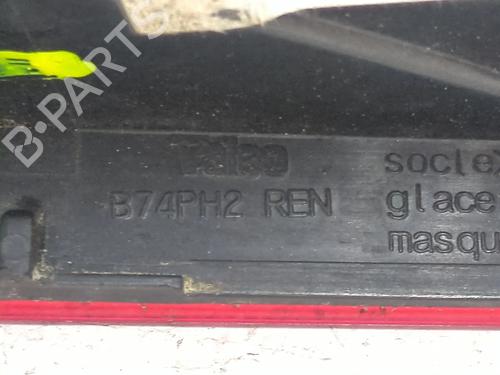 B-PARTS
Valeo
B74PH2 REN
socle>
glace
masqu